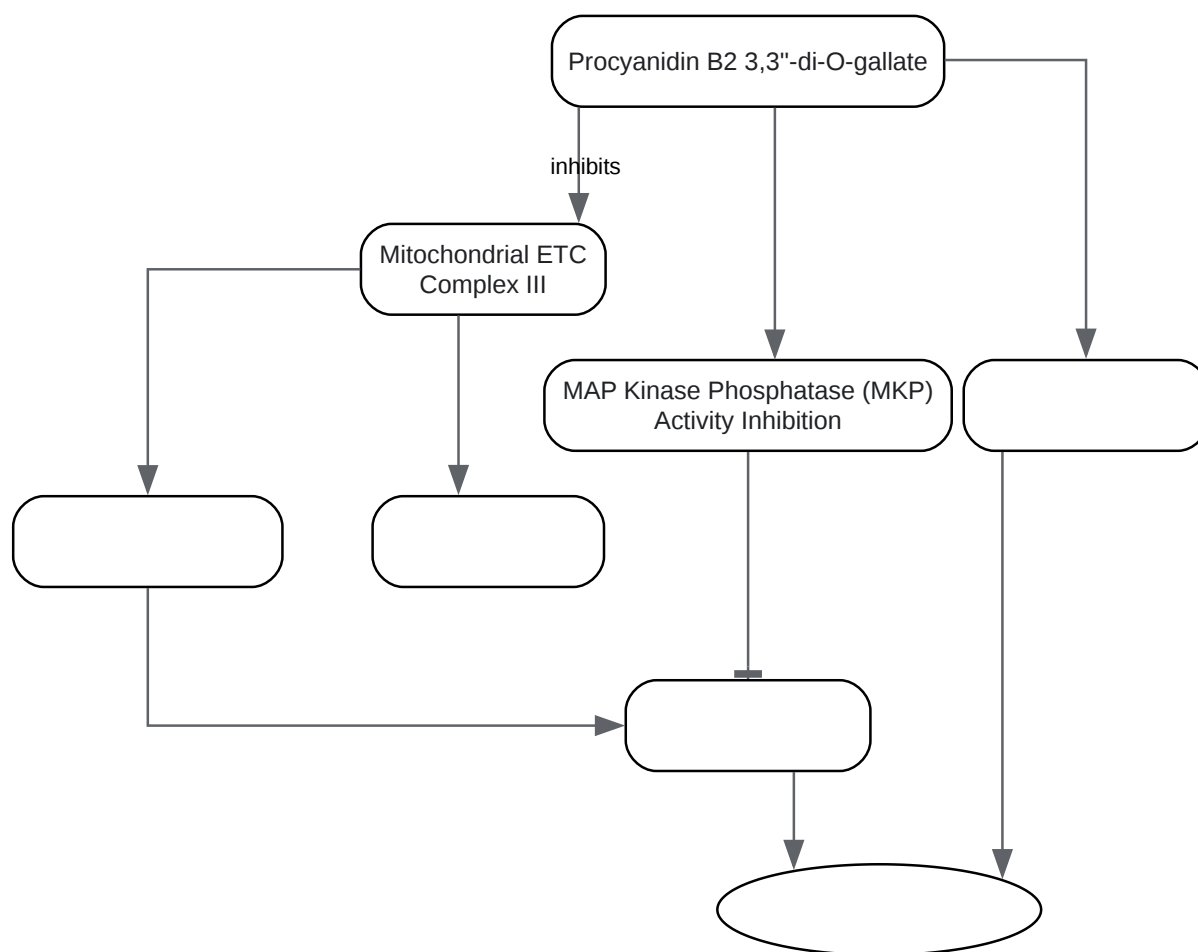 Procyanidin B2 3,3"-di-O-gallate
inhibits
Mitochondrial ETC
Complex III
MAP Kinase Phosphatase (MKP)
Activity Inhibition